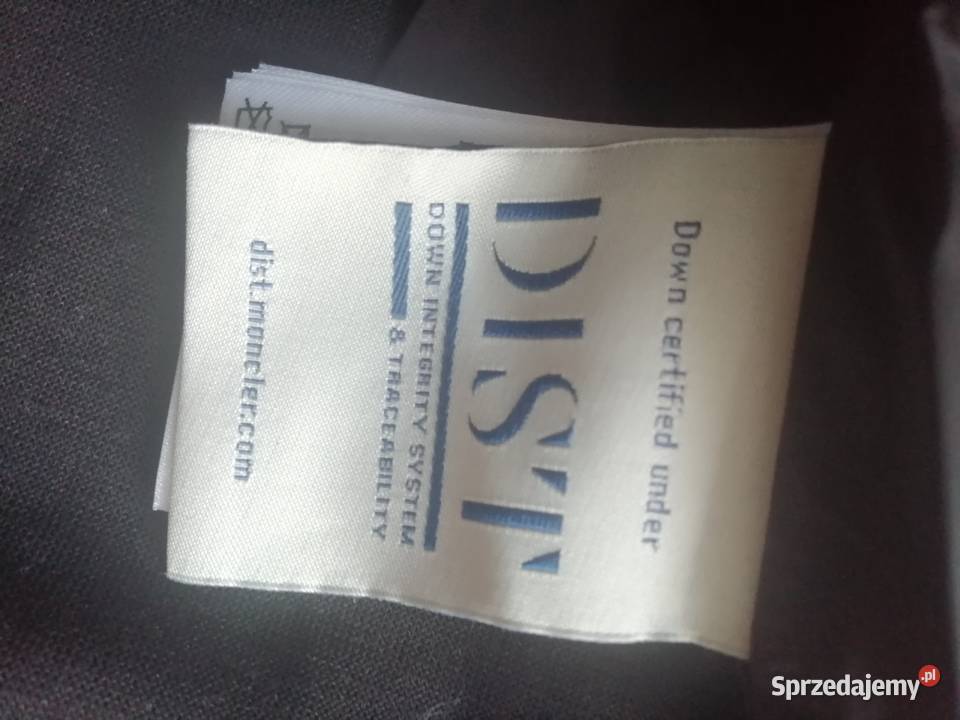 Down certified under
DIST
DOWN INTEGRITY SYSTEM
& TRACEABILITY
dist.moncler.com
Sprzedajemy.pl